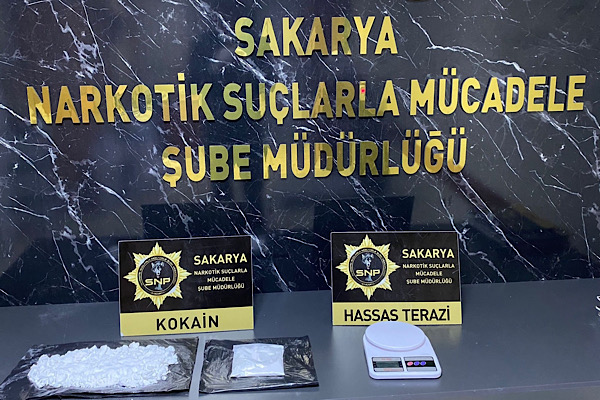 SAKARYA
NARKOTİK SUÇLARLA MÜCADELE
ŞUBE MÜDÜRLÜĞÜ
SAKARYA
NARKOTİK SUÇLARLA
MÜCADELE
ŞUBE MÜDÜRLÜĞÜ
SNP
KOKAİN
SAKARYA
NARKOTİK SUÇLARLA
MÜCADELE
ŞUBE MÜDÜRLÜĞÜ
SNP
HASSAS TERAZİ